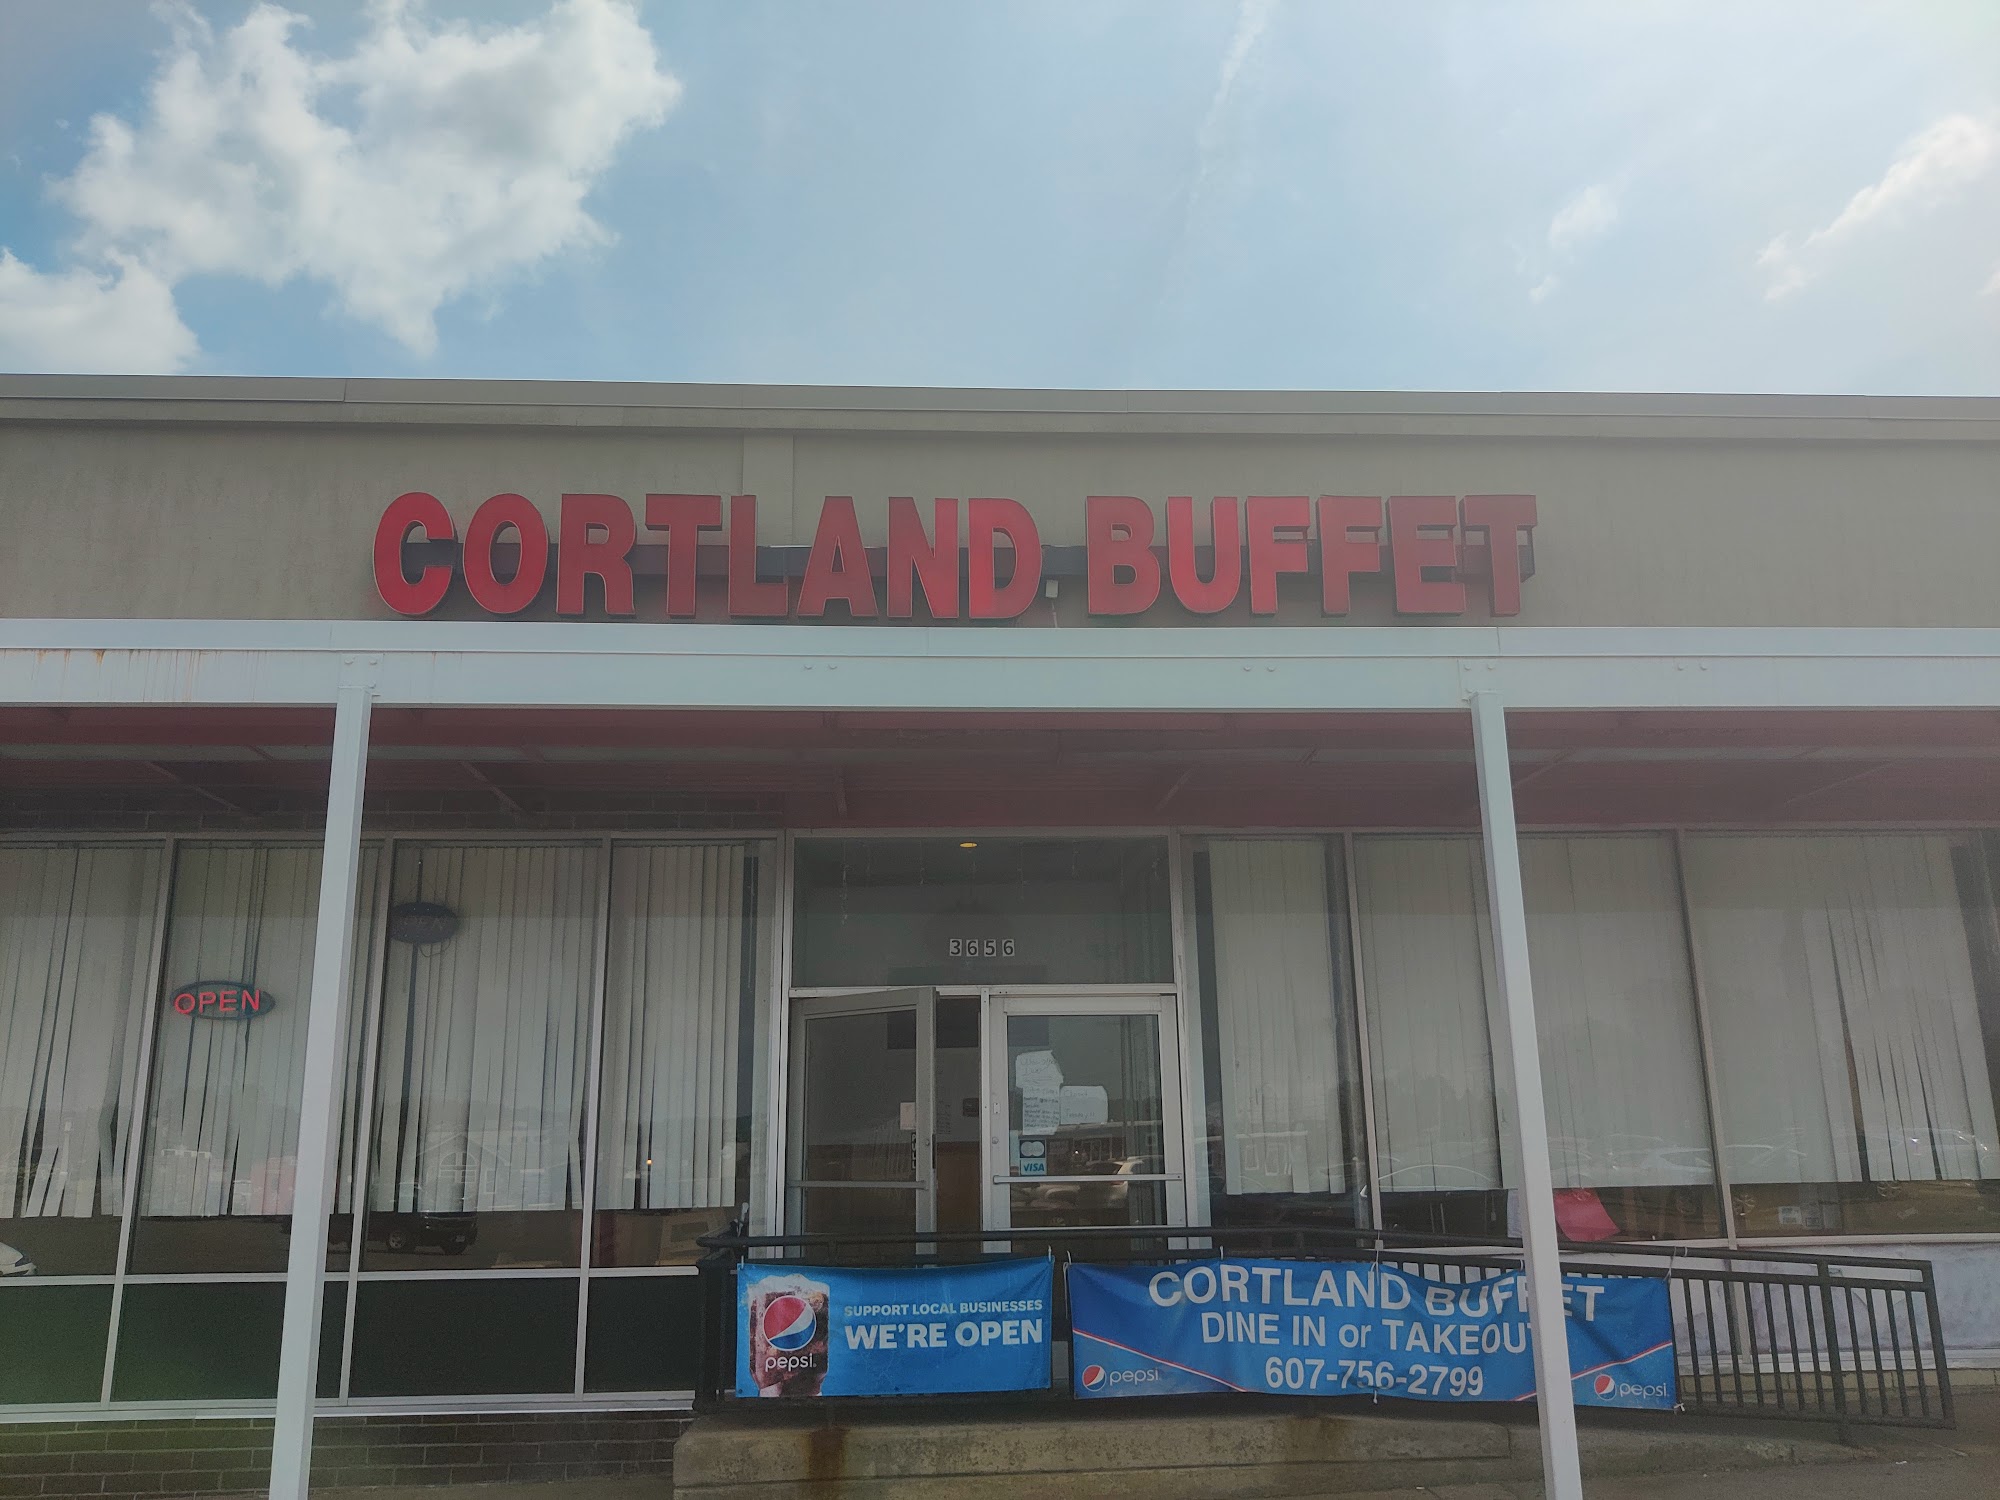 CORTLAND BUFFET
3656
OPEN
OPEN
VISA
SUPPORT LOCAL BUSINESSES
WE'RE OPEN
pepsi
CORTLAND BUFFET
DINE IN or TAKEOUT
607-756-2799
pepsi
pepsi